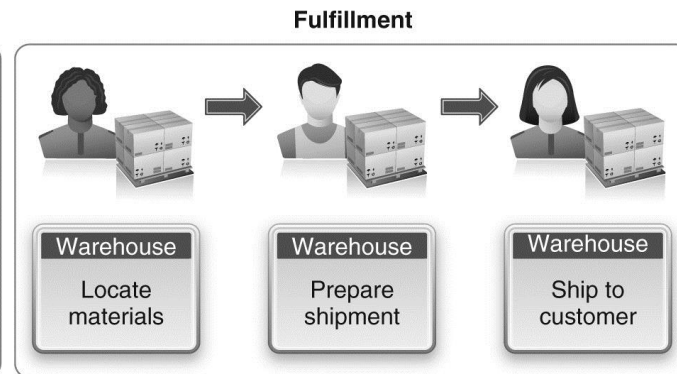 Fulfillment
Warehouse
Locate
materials
Warehouse
Prepare
shipment
Warehouse
Ship to
customer